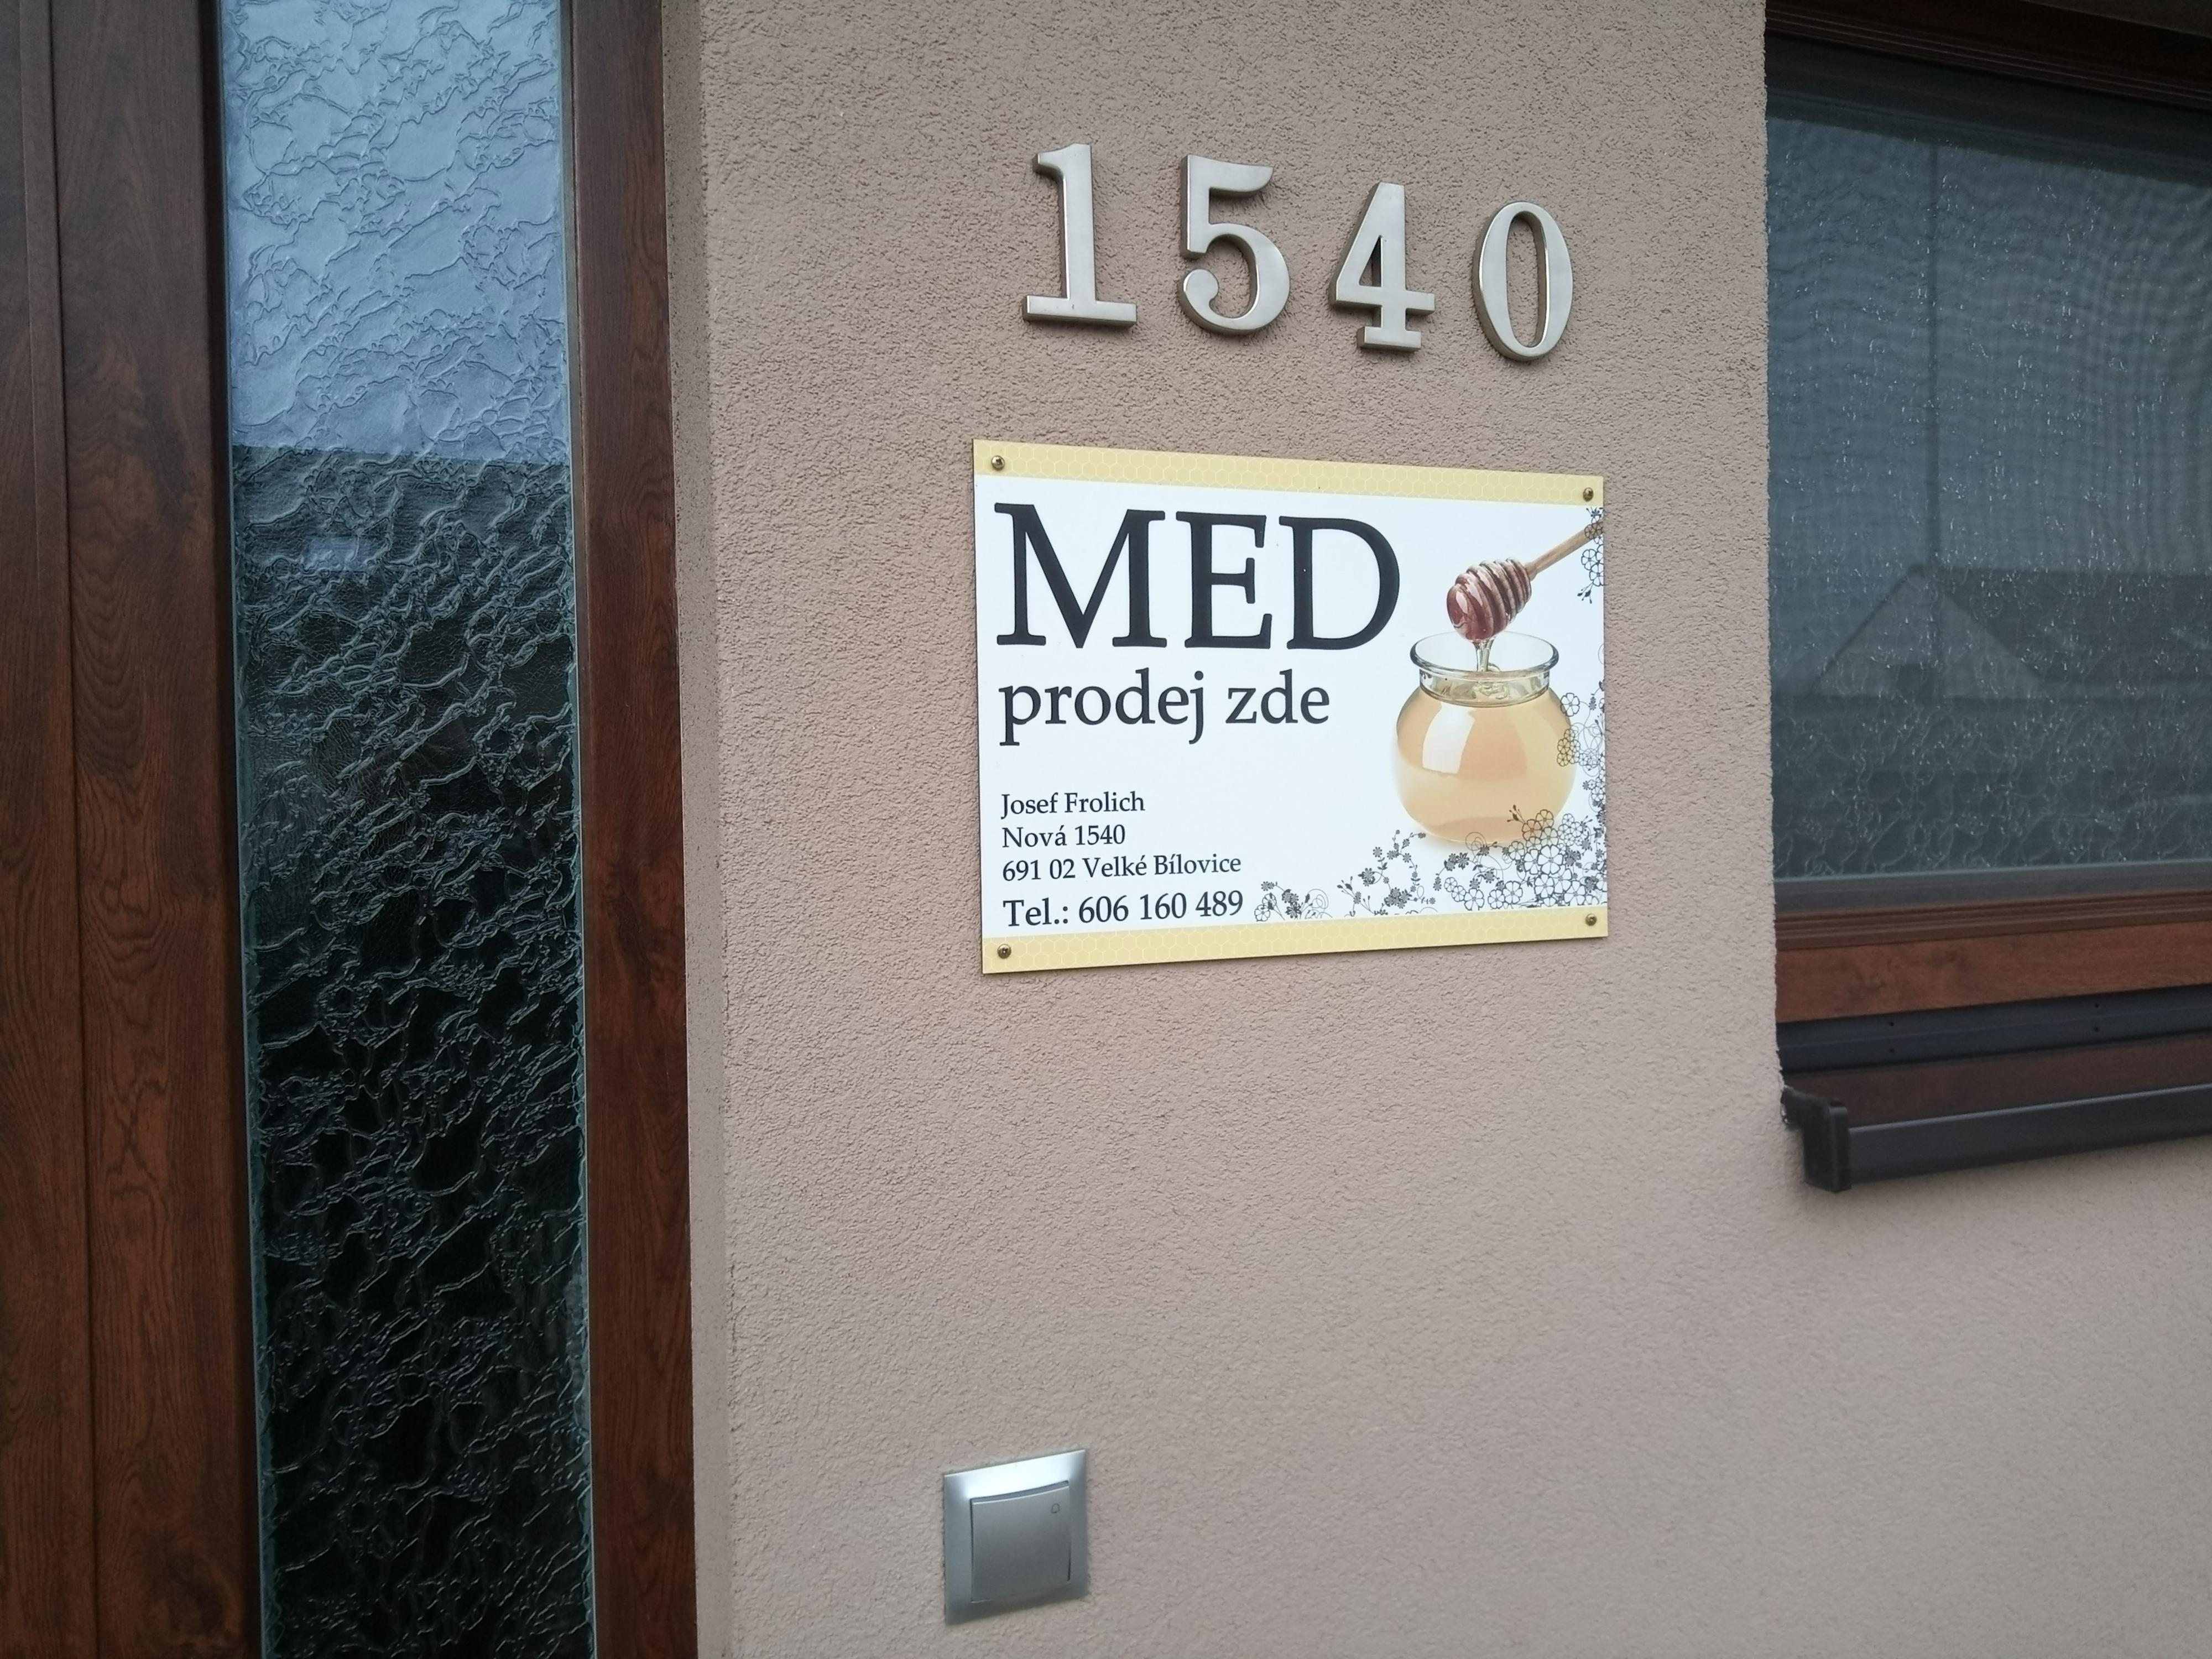 1540
MED
prodej zde
Josef Frolich
Nová 1540
691 02 Velké Bílovice
Tel.: 606 160 489